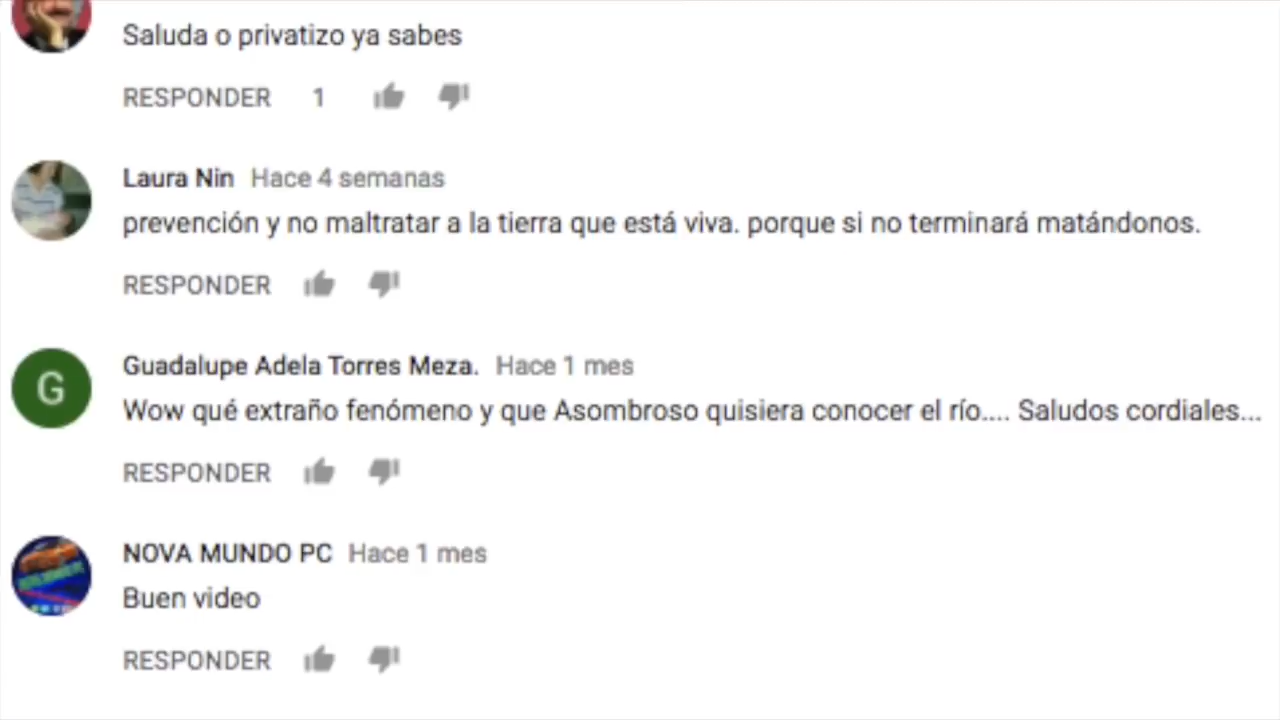 Saluda o privatizo ya sabes
RESPONDER 1
Laura Nin Hace 4 semanas
prevención y no maltratar a la tierra que está viva. porque si no terminará matándonos.
RESPONDER
G
Guadalupe Adela Torres Meza. Hace 1 mes
Wow qué extraño fenómeno y que Asombroso quisiera conocer el río.... Saludos cordiales...
RESPONDER
NOVA MUNDO PC Hace 1 mes
Buen video
RESPONDER